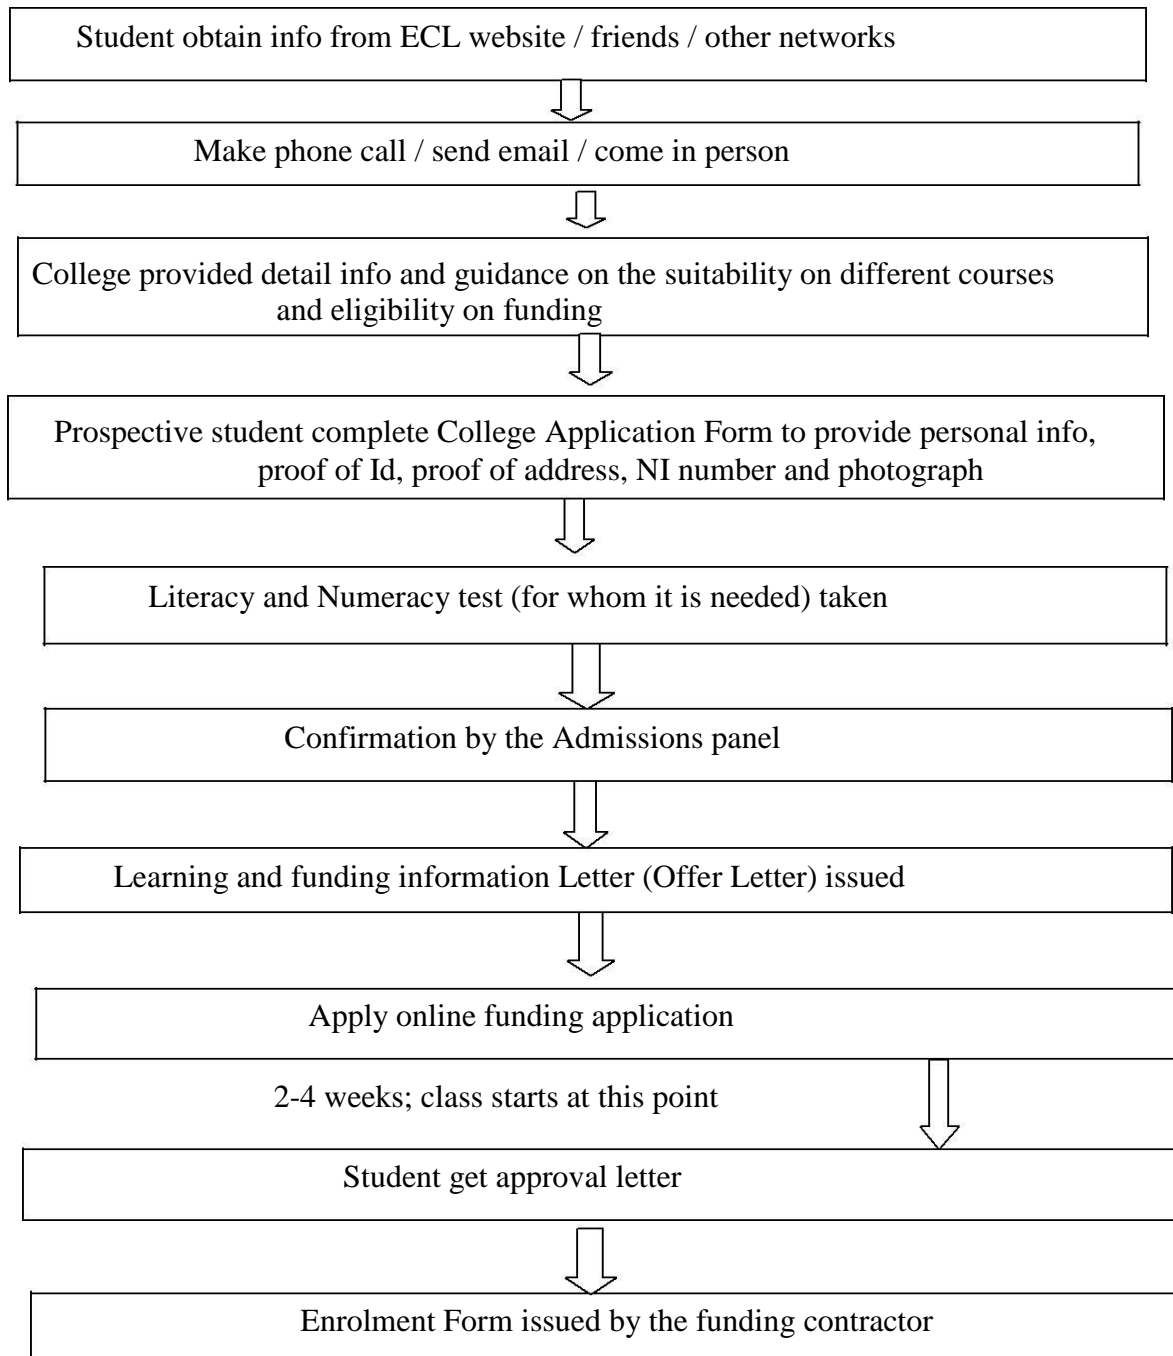 Student obtain info from ECL website / friends / other networks
Make phone call / send email / come in person
College provided detail info and guidance on the suitability on different courses
and eligibility on funding
Prospective student complete College Application Form to provide personal info,
proof of Id, proof of address, NI number and photograph
Literacy and Numeracy test (for whom it is needed) taken
Confirmation by the Admissions panel
Learning and funding information Letter (Offer Letter) issued
Apply online funding application
2-4 weeks; class starts at this point
Student get approval letter
Enrolment Form issued by the funding contractor